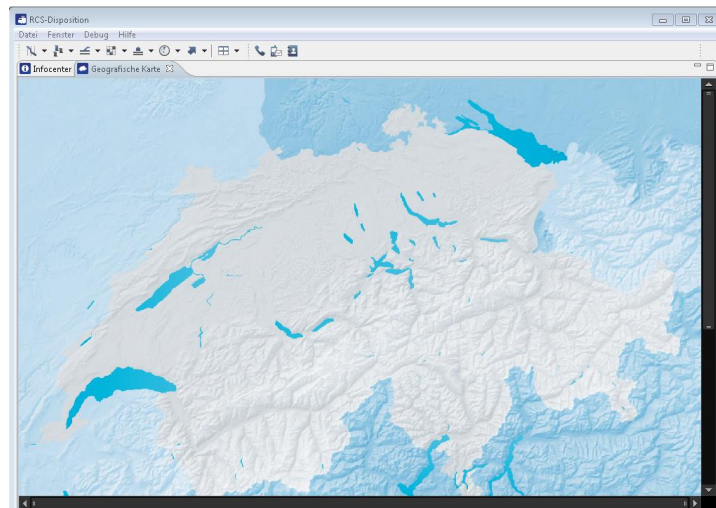 RCS-Disposition
Datei Fenster Debug Hilfe
Infocenter Geografische Karte